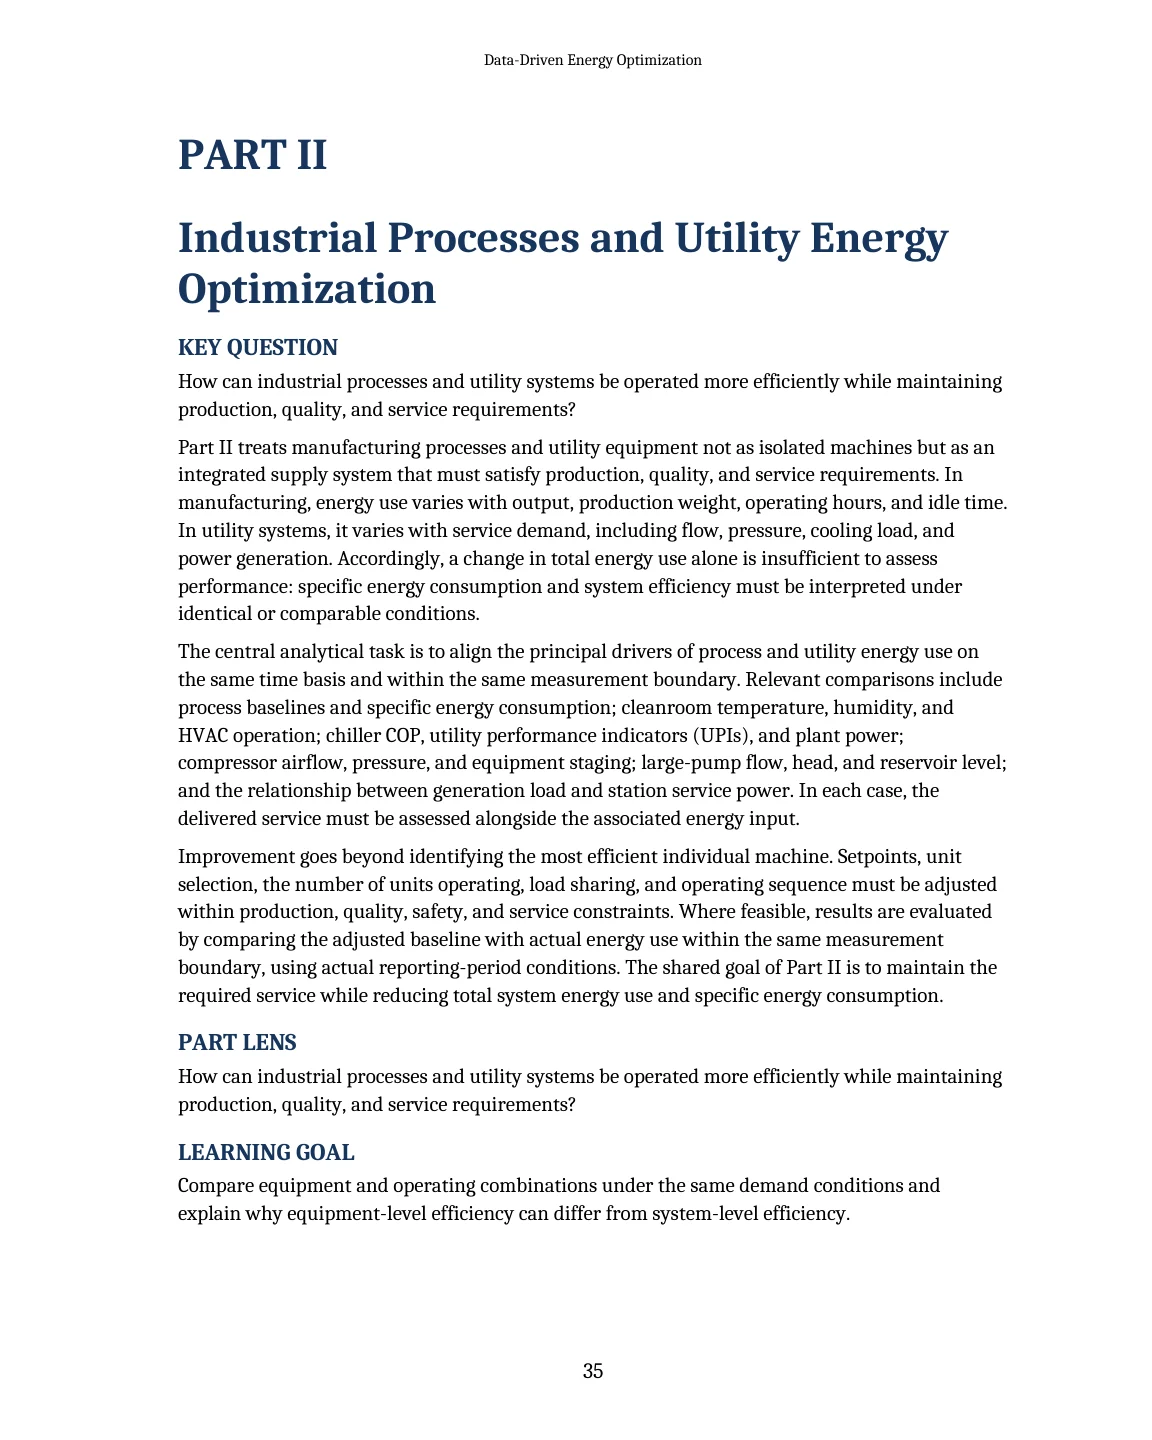 Data-Driven Energy Optimization
PART II
Industrial Processes and Utility Energy
Optimization
KEY QUESTION
How can industrial processes and utility systems be operated more efficiently while maintaining
production, quality, and service requirements?
Part II treats manufacturing processes and utility equipment not as isolated machines but as an
integrated supply system that must satisfy production, quality, and service requirements. In
manufacturing, energy use varies with output, production weight, operating hours, and idle time.
In utility systems, it varies with service demand, including flow, pressure, cooling load, and
power generation. Accordingly, a change in total energy use alone is insufficient to assess
performance: specific energy consumption and system efficiency must be interpreted under
identical or comparable conditions.
The central analytical task is to align the principal drivers of process and utility energy use on
the same time basis and within the same measurement boundary. Relevant comparisons include
process baselines and specific energy consumption; cleanroom temperature, humidity, and
HVAC operation; chiller COP, utility performance indicators (UPIs), and plant power;
compressor airflow, pressure, and equipment staging; large-pump flow, head, and reservoir level;
and the relationship between generation load and station service power. In each case, the
delivered service must be assessed alongside the associated energy input.
Improvement goes beyond identifying the most efficient individual machine. Setpoints, unit
selection, the number of units operating, load sharing, and operating sequence must be adjusted
within production, quality, safety, and service constraints. Where feasible, results are evaluated
by comparing the adjusted baseline with actual energy use within the same measurement
boundary, using actual reporting-period conditions. The shared goal of Part II is to maintain the
required service while reducing total system energy use and specific energy consumption.
PART LENS
How can industrial processes and utility systems be operated more efficiently while maintaining
production, quality, and service requirements?
LEARNING GOAL
Compare equipment and operating combinations under the same demand conditions and
explain why equipment-level efficiency can differ from system-level efficiency.
35